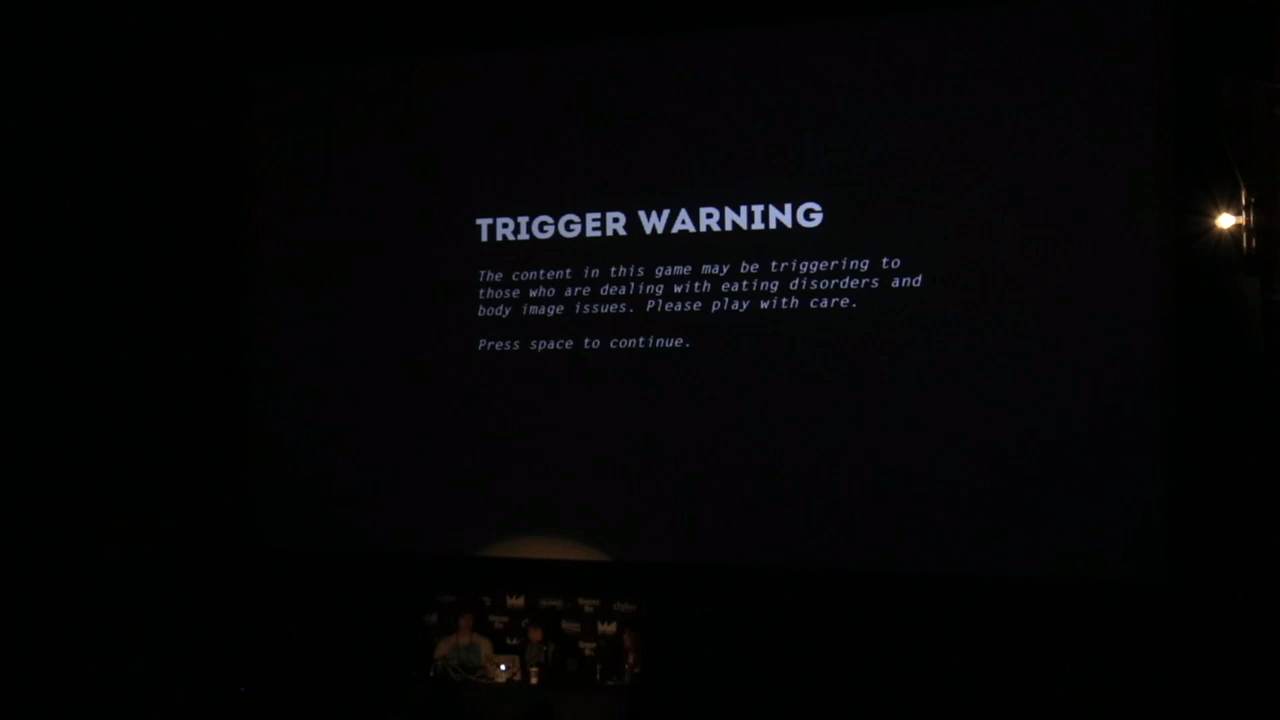 TRIGGER WARNING
The content in this game may be triggering to
those who are dealing with eating disorders and
body image issues. Please play with care.
Press space to continue.